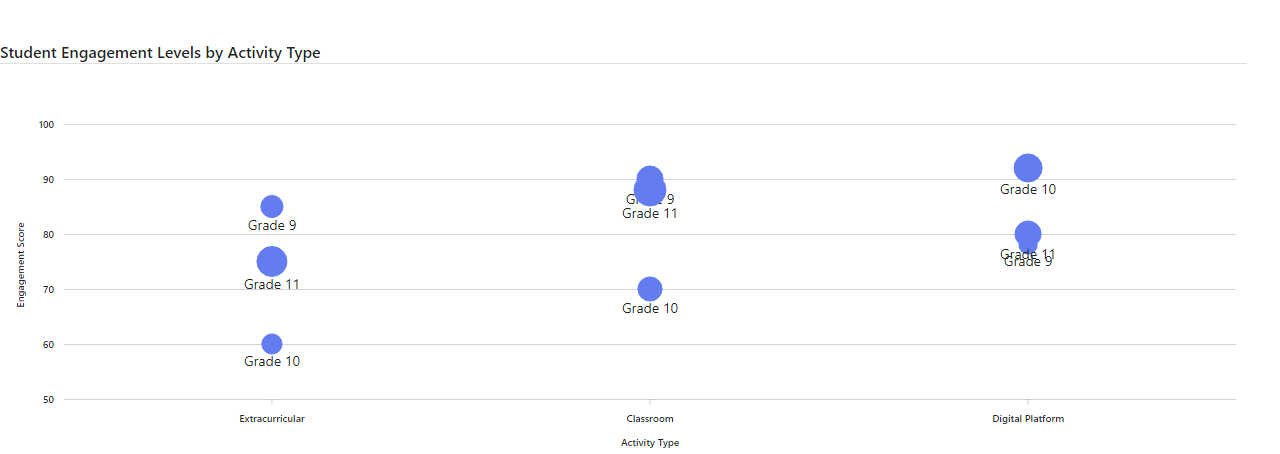 Student Engagement Levels by Activity Type
100
90
80
70
60
50
Engagement Score
Grade 9
Grade 11
Grade 10
Grade 9
Grade 11
Grade 10
Grade 10
Grade 11
Grade 9
Extracurricular
Classroom
Digital Platform
Activity Type